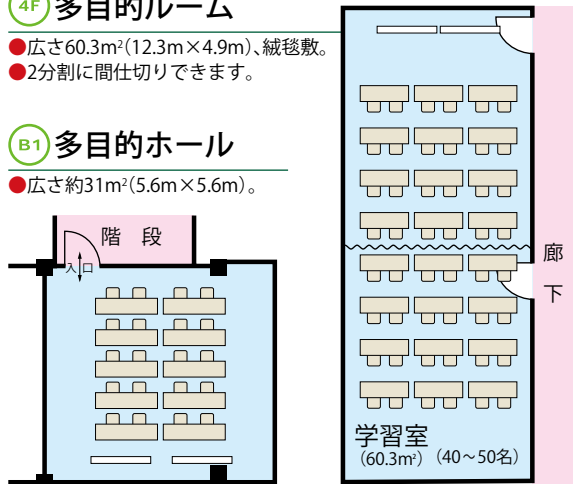 4F 多目的ルーム
●広さ60.3m²(12.3m×4.9m)、絨毯敷。
●2分割に間仕切りできます。
B1 多目的ホール
●広さ約31m²(5.6m×5.6m)。
階 段
入口
廊下
学習室
(60.3m²) (40〜50名)